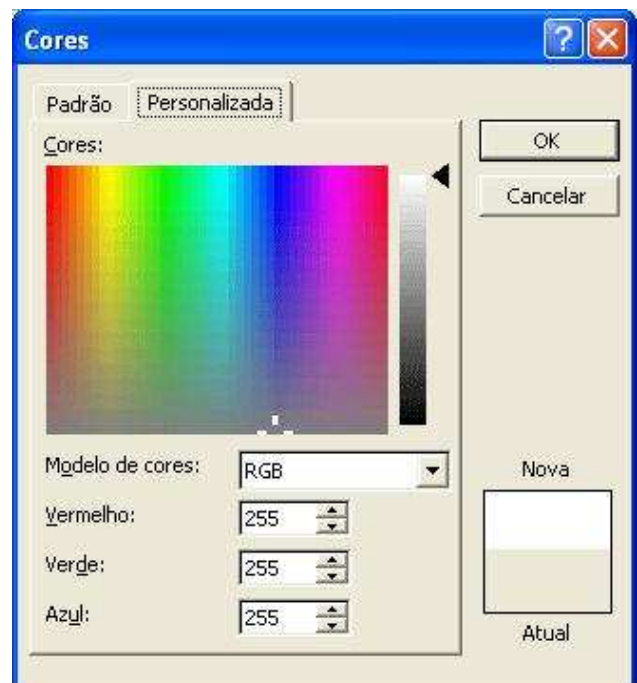 Cores
Padrão Personalizada
Cores:
OK
Cancelar
Modelo de cores: RGB
Vermelho: 255
Verde: 255
Azul: 255
Nova
Atual